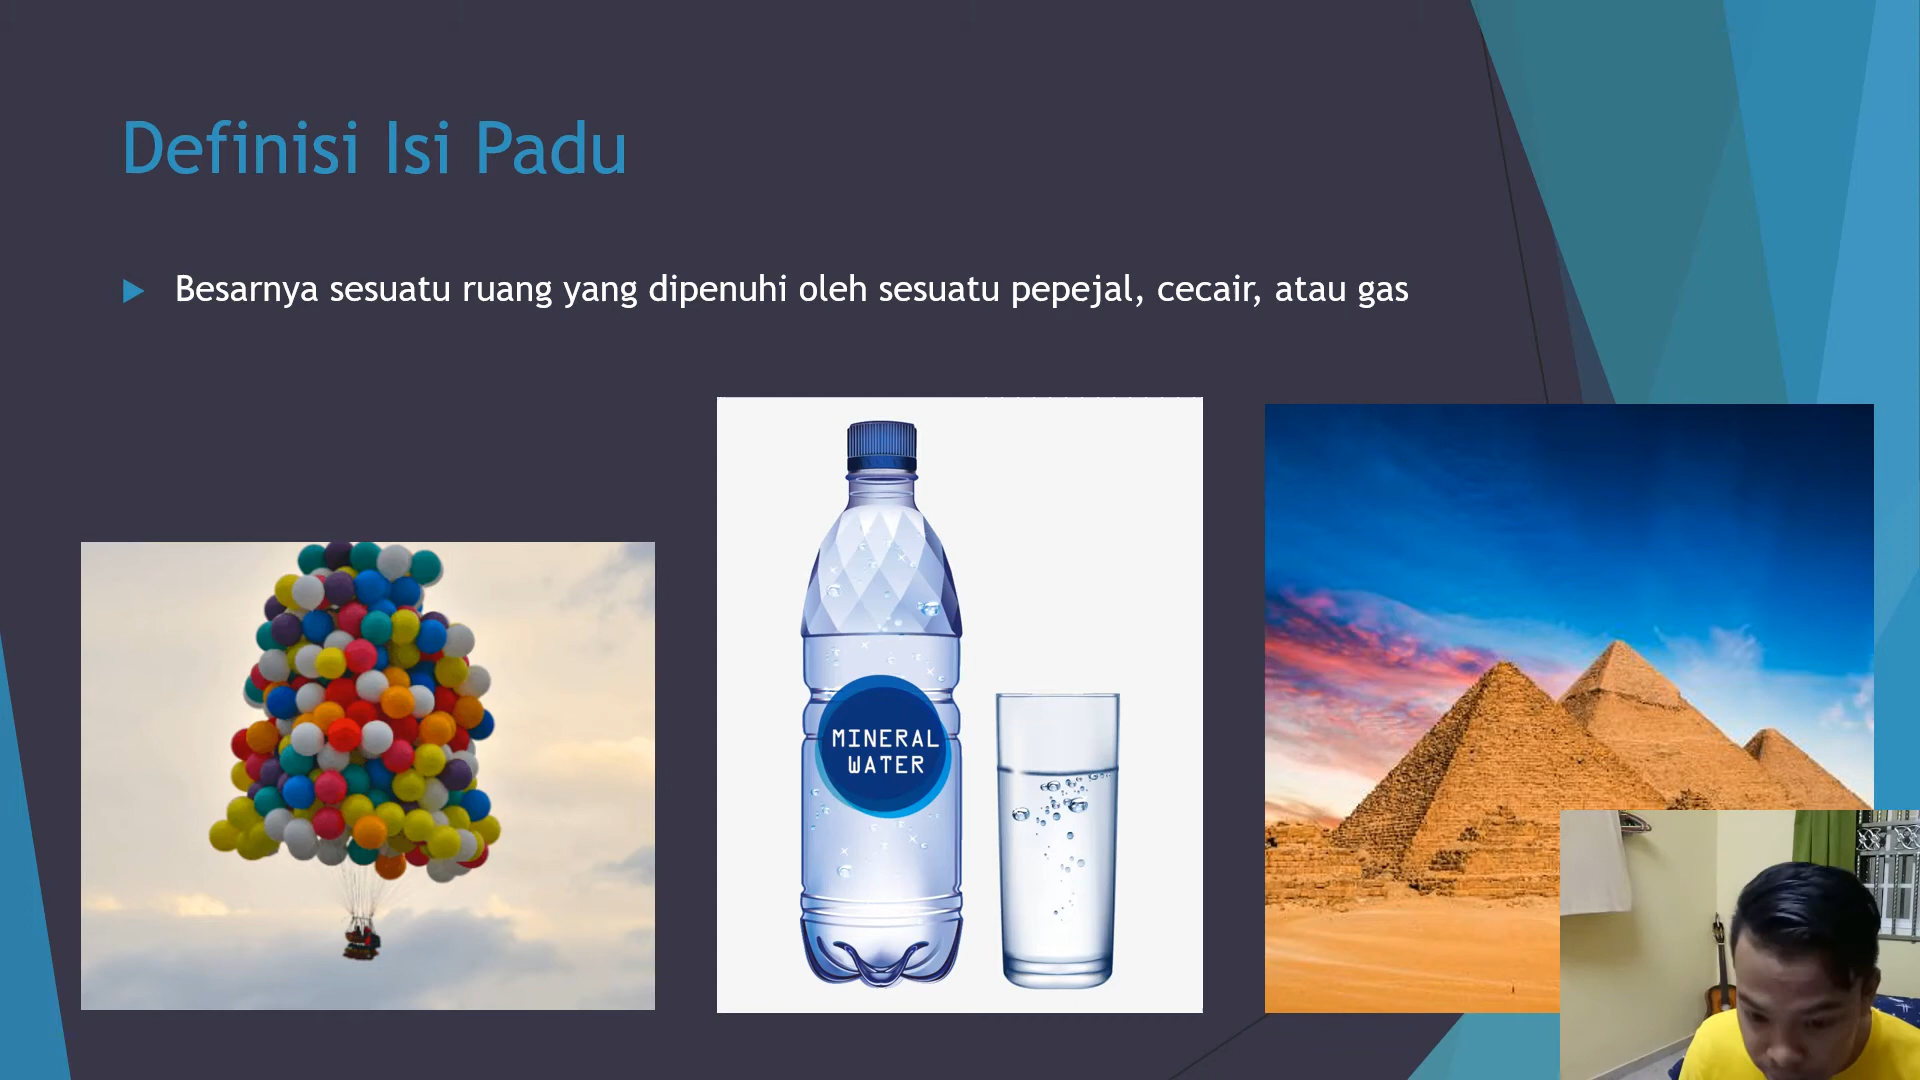 Definisi Isi Padu
Besarnya sesuatu ruang yang dipenuhi oleh sesuatu pepejal, cecair, atau gas
MINERAL
WATER